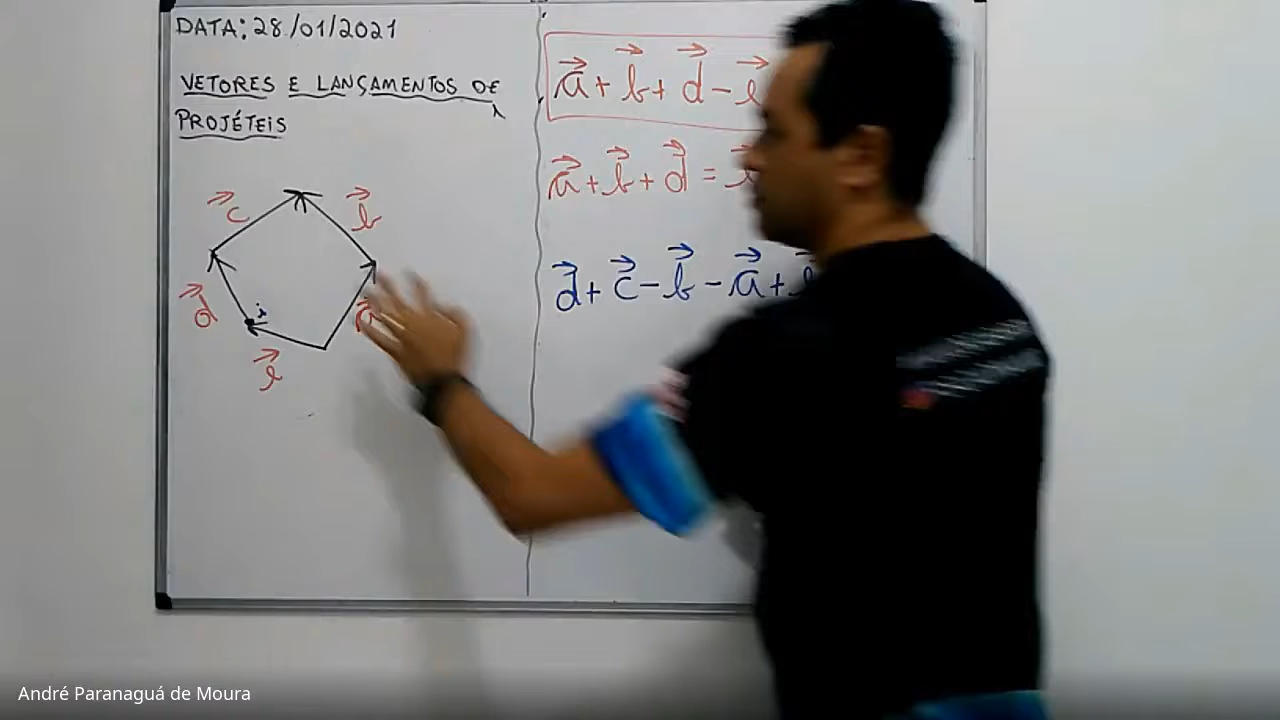 DATA: 28/01/2021
VETORES E LANÇAMENTOS DE
PROJÉTEIS
a + b + d - e
a + b + d =
d + c - b - a +
c
b
d
i
a
e
André Paranaguá de Moura